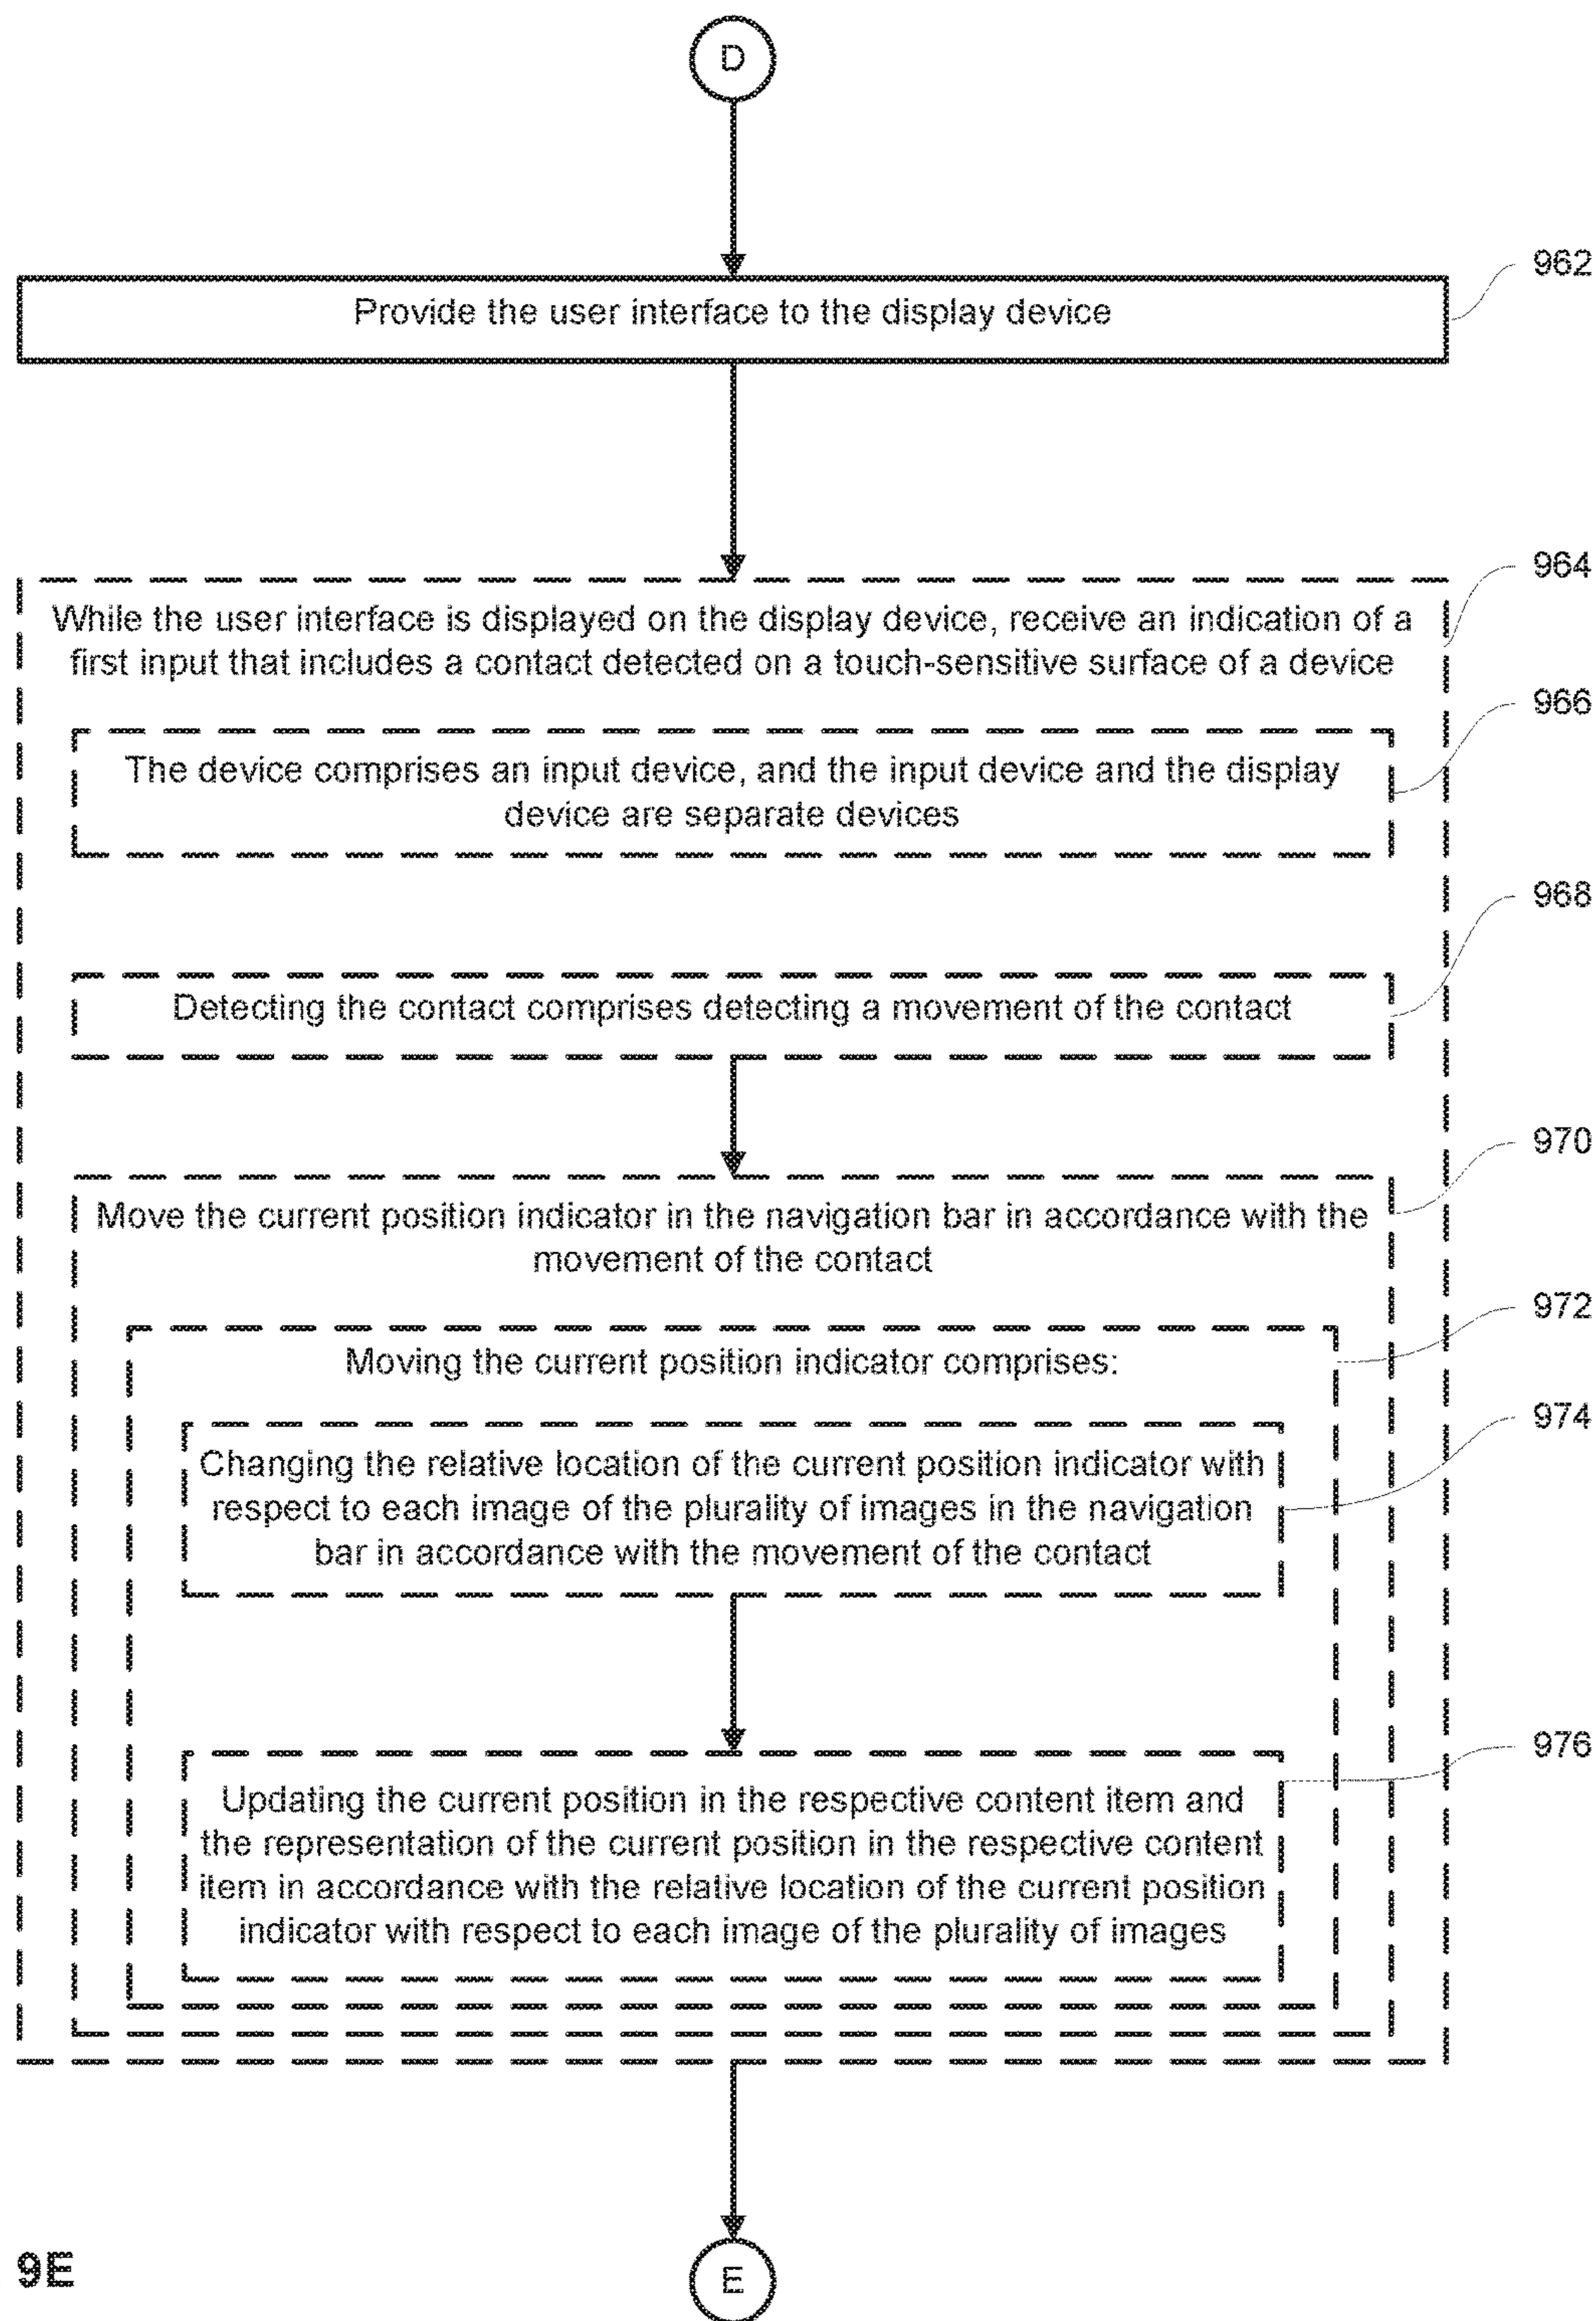 D
962
Provide the user interface to the display device
964
While the user interface is displayed on the display device, receive an indication of a
first input that includes a contact detected on a touch-sensitive surface of a device
966
The device comprises an input device, and the input device and the display
device are separate devices
968
Detecting the contact comprises detecting a movement of the contact
970
Move the current position indicator in the navigation bar in accordance with the
movement of the contact
972
Moving the current position indicator comprises:
974
Changing the relative location of the current position indicator with
respect to each image of the plurality of images in the navigation
bar in accordance with the movement of the contact
976
Updating the current position in the respective content item and
the representation of the current position in the respective content
item in accordance with the relative location of the current position
indicator with respect to each image of the plurality of images
9E
E